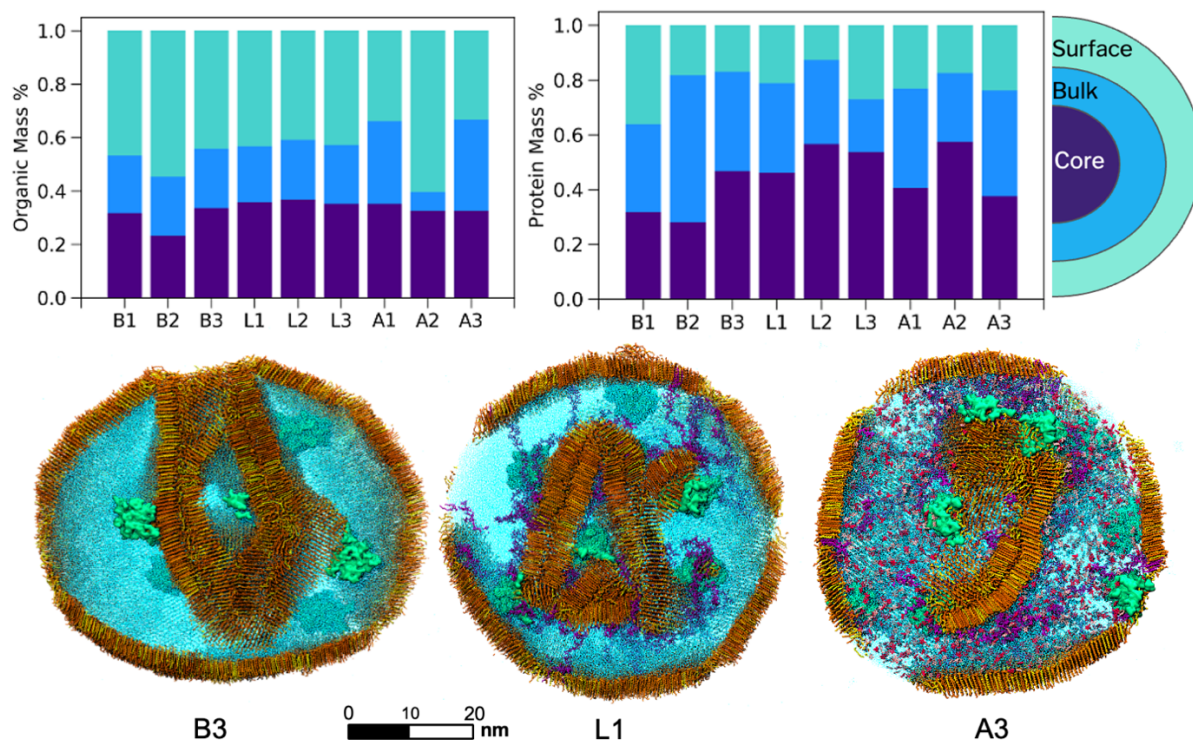 Organic Mass %
1.0
0.8
0.6
0.4
0.2
0.0
B1 B2 B3 L1 L2 L3 A1 A2 A3
Protein Mass %
1.0
0.8
0.6
0.4
0.2
0.0
B1 B2 B3 L1 L2 L3 A1 A2 A3
Surface
Bulk
Core
B3
0 10 20
nm
L1
A3